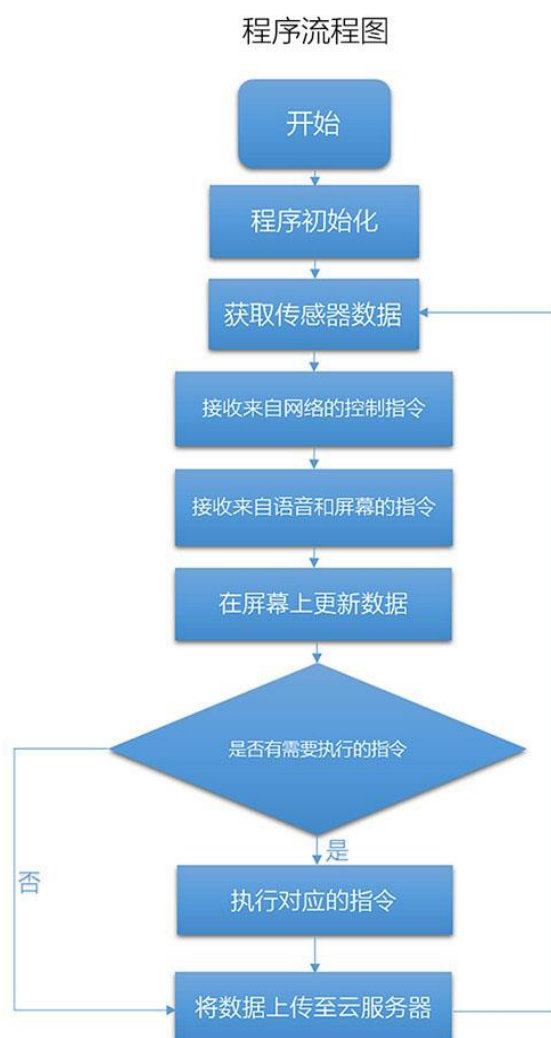 程序流程图
开始
程序初始化
获取传感器数据
接收来自网络的控制指令
接收来自语音和屏幕的指令
在屏幕上更新数据
是否有需要执行的指令
是
否
执行对应的指令
将数据上传至云服务器